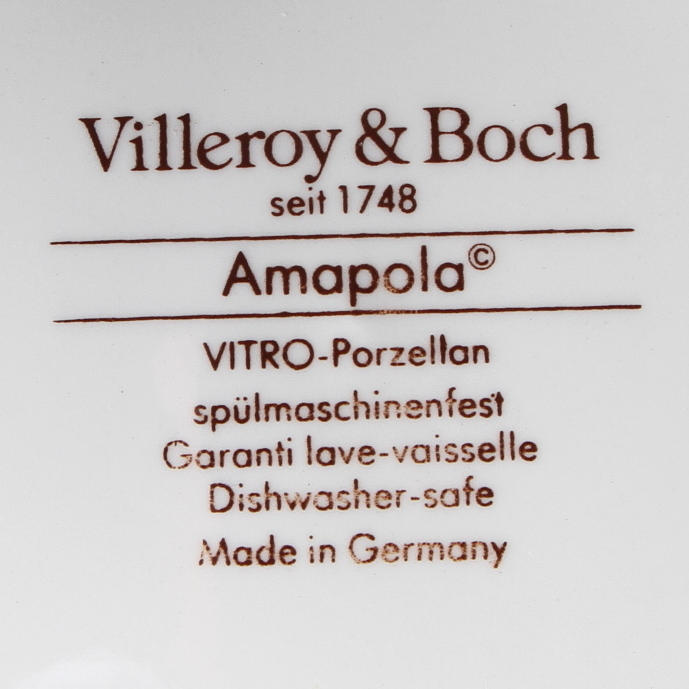 Villeroy & Boch
seit 1748
Amapola©
VITRO-Porzellan
spülmaschinenfest
Garanti lave-vaisselle
Dishwasher-safe
Made in Germany